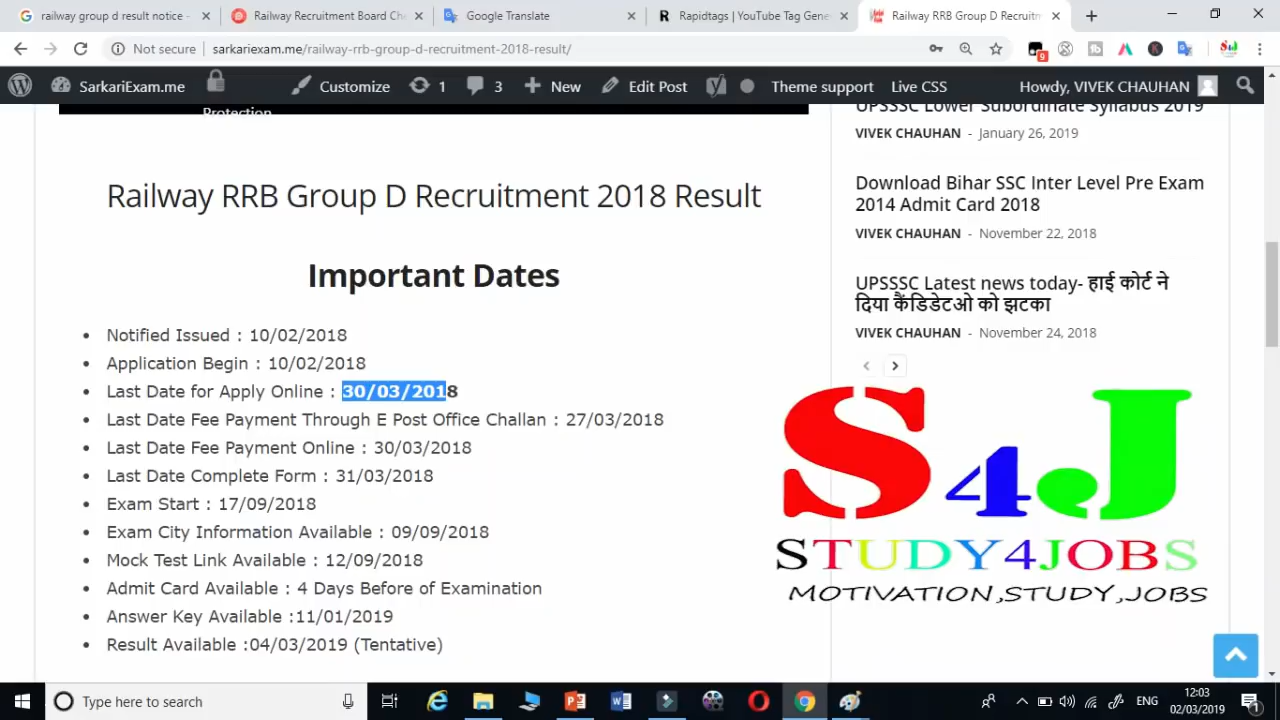 railway group d result notice -
Railway Recruitment Board Cha
Google Translate
Rapidtags | YouTube Tag Gene
Railway RRB Group D Recruitm
Not secure
sarkariexam.me/railway-rrb-group-d-recruitment-2018-result/
9
SarkariExam.me
Customize
1
3
New
Edit Post
Theme support
Live CSS
Howdy, VIVEK CHAUHAN
Protection
Railway RRB Group D Recruitment 2018 Result
Important Dates
Notified Issued : 10/02/2018
Application Begin : 10/02/2018
Last Date for Apply Online : 30/03/2018
Last Date Fee Payment Through E Post Office Challan : 27/03/2018
Last Date Fee Payment Online : 30/03/2018
Last Date Complete Form : 31/03/2018
Exam Start : 17/09/2018
Exam City Information Available : 09/09/2018
Mock Test Link Available : 12/09/2018
Admit Card Available : 4 Days Before of Examination
Answer Key Available :11/01/2019
Result Available :04/03/2019 (Tentative)
UPSSSC Lower Subordinate Syllabus 2019
VIVEK CHAUHAN - January 26, 2019
Download Bihar SSC Inter Level Pre Exam
2014 Admit Card 2018
VIVEK CHAUHAN - November 22, 2018
UPSSSC Latest news today- हाई कोर्ट ने
दिया कैंडिडेटओ को झटका
VIVEK CHAUHAN - November 24, 2018
S4J
STUDY4JOBS
MOTIVATION,STUDY,JOBS
Type here to search
ENG
12:03
02/03/2019
1